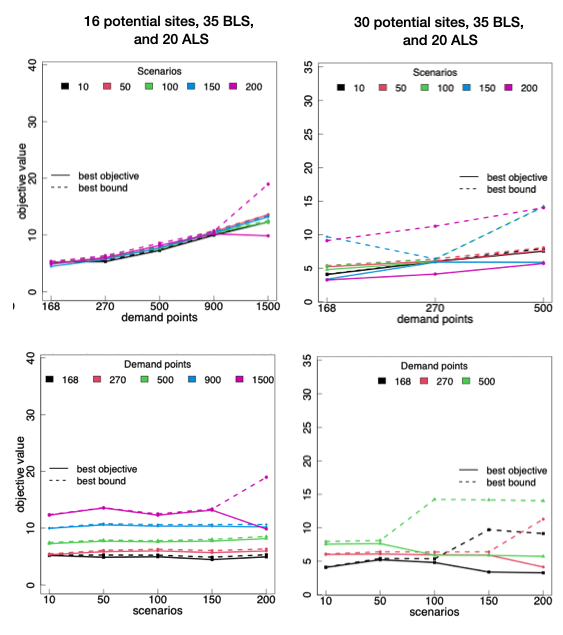 16 potential sites, 35 BLS,
and 20 ALS
30 potential sites, 35 BLS,
and 20 ALS
objective value
40
30
20
10
0
Scenarios
10 50 100 150 200
best objective
best bound
168 270 500 900 1500
demand points
35
30
25
20
15
10
5
0
Scenarios
10 50 100 150 200
best objective
best bound
168 270 500
demand points
objective value
40
30
20
10
0
Demand points
168 270 500 900 1500
best objective
best bound
10 50 100 150 200
scenarios
35
30
25
20
15
10
5
0
Demand points
168 270 500
best objective
best bound
10 50 100 150 200
scenarios